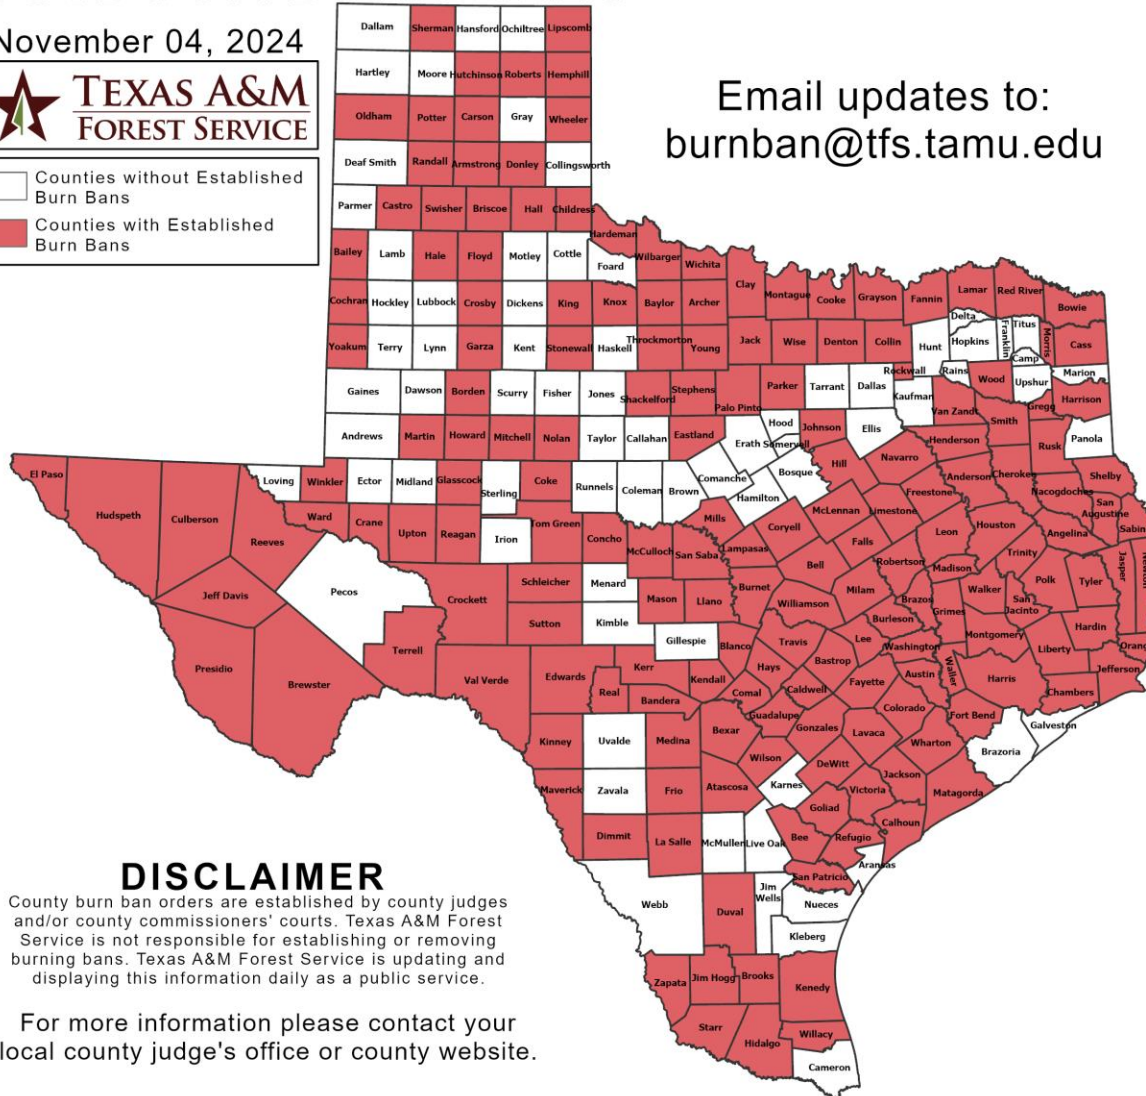 November 04, 2024
TEXAS A&M
FOREST SERVICE
Counties without Established
Burn Bans
Counties with Established
Burn Bans
Email updates to:
burnban@tfs.tamu.edu
Dallam Sherman Hansford Ochiltree Lipscomb
Hartley Moore Hutchinson Roberts Hemphill
Oldham Potter Carson Gray Wheeler
Deaf Smith Randall Armstrong Donley Collingsworth
Parmer Castro Swisher Briscoe Hall Childress
Hardeman
Bailey Lamb Hale Floyd Motley Cottle Foard Wilbarger Wichita
Clay Montague Cooke Grayson Fannin Lamar Red River Bowie
Cochran Hockley Lubbock Crosby Dickens King Knox Baylor Archer
Delta Titus Franklin Morris Cass
Yoakum Terry Lynn Garza Kent Stonewall Haskell Throckmorton Young Jack Wise Denton Collin Hunt Hopkins
Camp
Rockwall Rains Wood Upshur Marion
Gaines Dawson Borden Scurry Fisher Jones Shackelford Stephens Palo Pinto Parker Tarrant Dallas Kaufman Van Zandt Gregg Harrison
Andrews Martin Howard Mitchell Nolan Taylor Callahan Eastland Erath Hood Somervell Johnson Ellis Henderson Smith Rusk Panola
El Paso Hudspeth Culberson Reeves Loving Winkler Ector Midland Glasscock Sterling Coke Runnels Coleman Brown Comanche Hamilton Bosque Hill Navarro Freestone Anderson Cherokee Nacogdoches Shelby
San
Augustine
Ward Crane Upton Reagan Irion Tom Green Concho McCulloch San Saba Mills Lampasas Coryell McLennan Limestone Falls Leon Houston Angelina Trinity
Jeff Davis Pecos Crockett Schleicher Menard Mason Llano Burnet Bell Milam Robertson Madison Brazos Walker Polk Tyler Jasper
San
Jacinto
Presidio Brewster Terrell Sutton Kimble Gillespie Blanco Williamson Travis Burleson Grimes Montgomery Hardin
Val Verde Edwards Real Kerr Bandera Kendall Hays Comal Caldwell Bastrop Lee Washington Austin Waller Harris Liberty Jefferson Chambers
Kinney Uvalde Medina Bexar Guadalupe Gonzales Fayette Colorado Lavaca Fort Bend Wharton Brazoria Galveston
Maverick Zavala Frio Atascosa Wilson Karnes DeWitt Victoria Jackson Matagorda
Dimmit La Salle McMullen Live Oak Bee Goliad Refugio Calhoun Aransas
San Patricio
Webb Duval
Jim
Wells
Nueces
Kleberg
Zapata Jim Hogg Brooks Kenedy
Starr Hidalgo Willacy
Cameron
DISCLAIMER
County burn ban orders are established by county judges
and/or county commissioners' courts. Texas A&M Forest
Service is not responsible for establishing or removing
burning bans. Texas A&M Forest Service is updating and
displaying this information daily as a public service.
For more information please contact your
local county judge's office or county website.